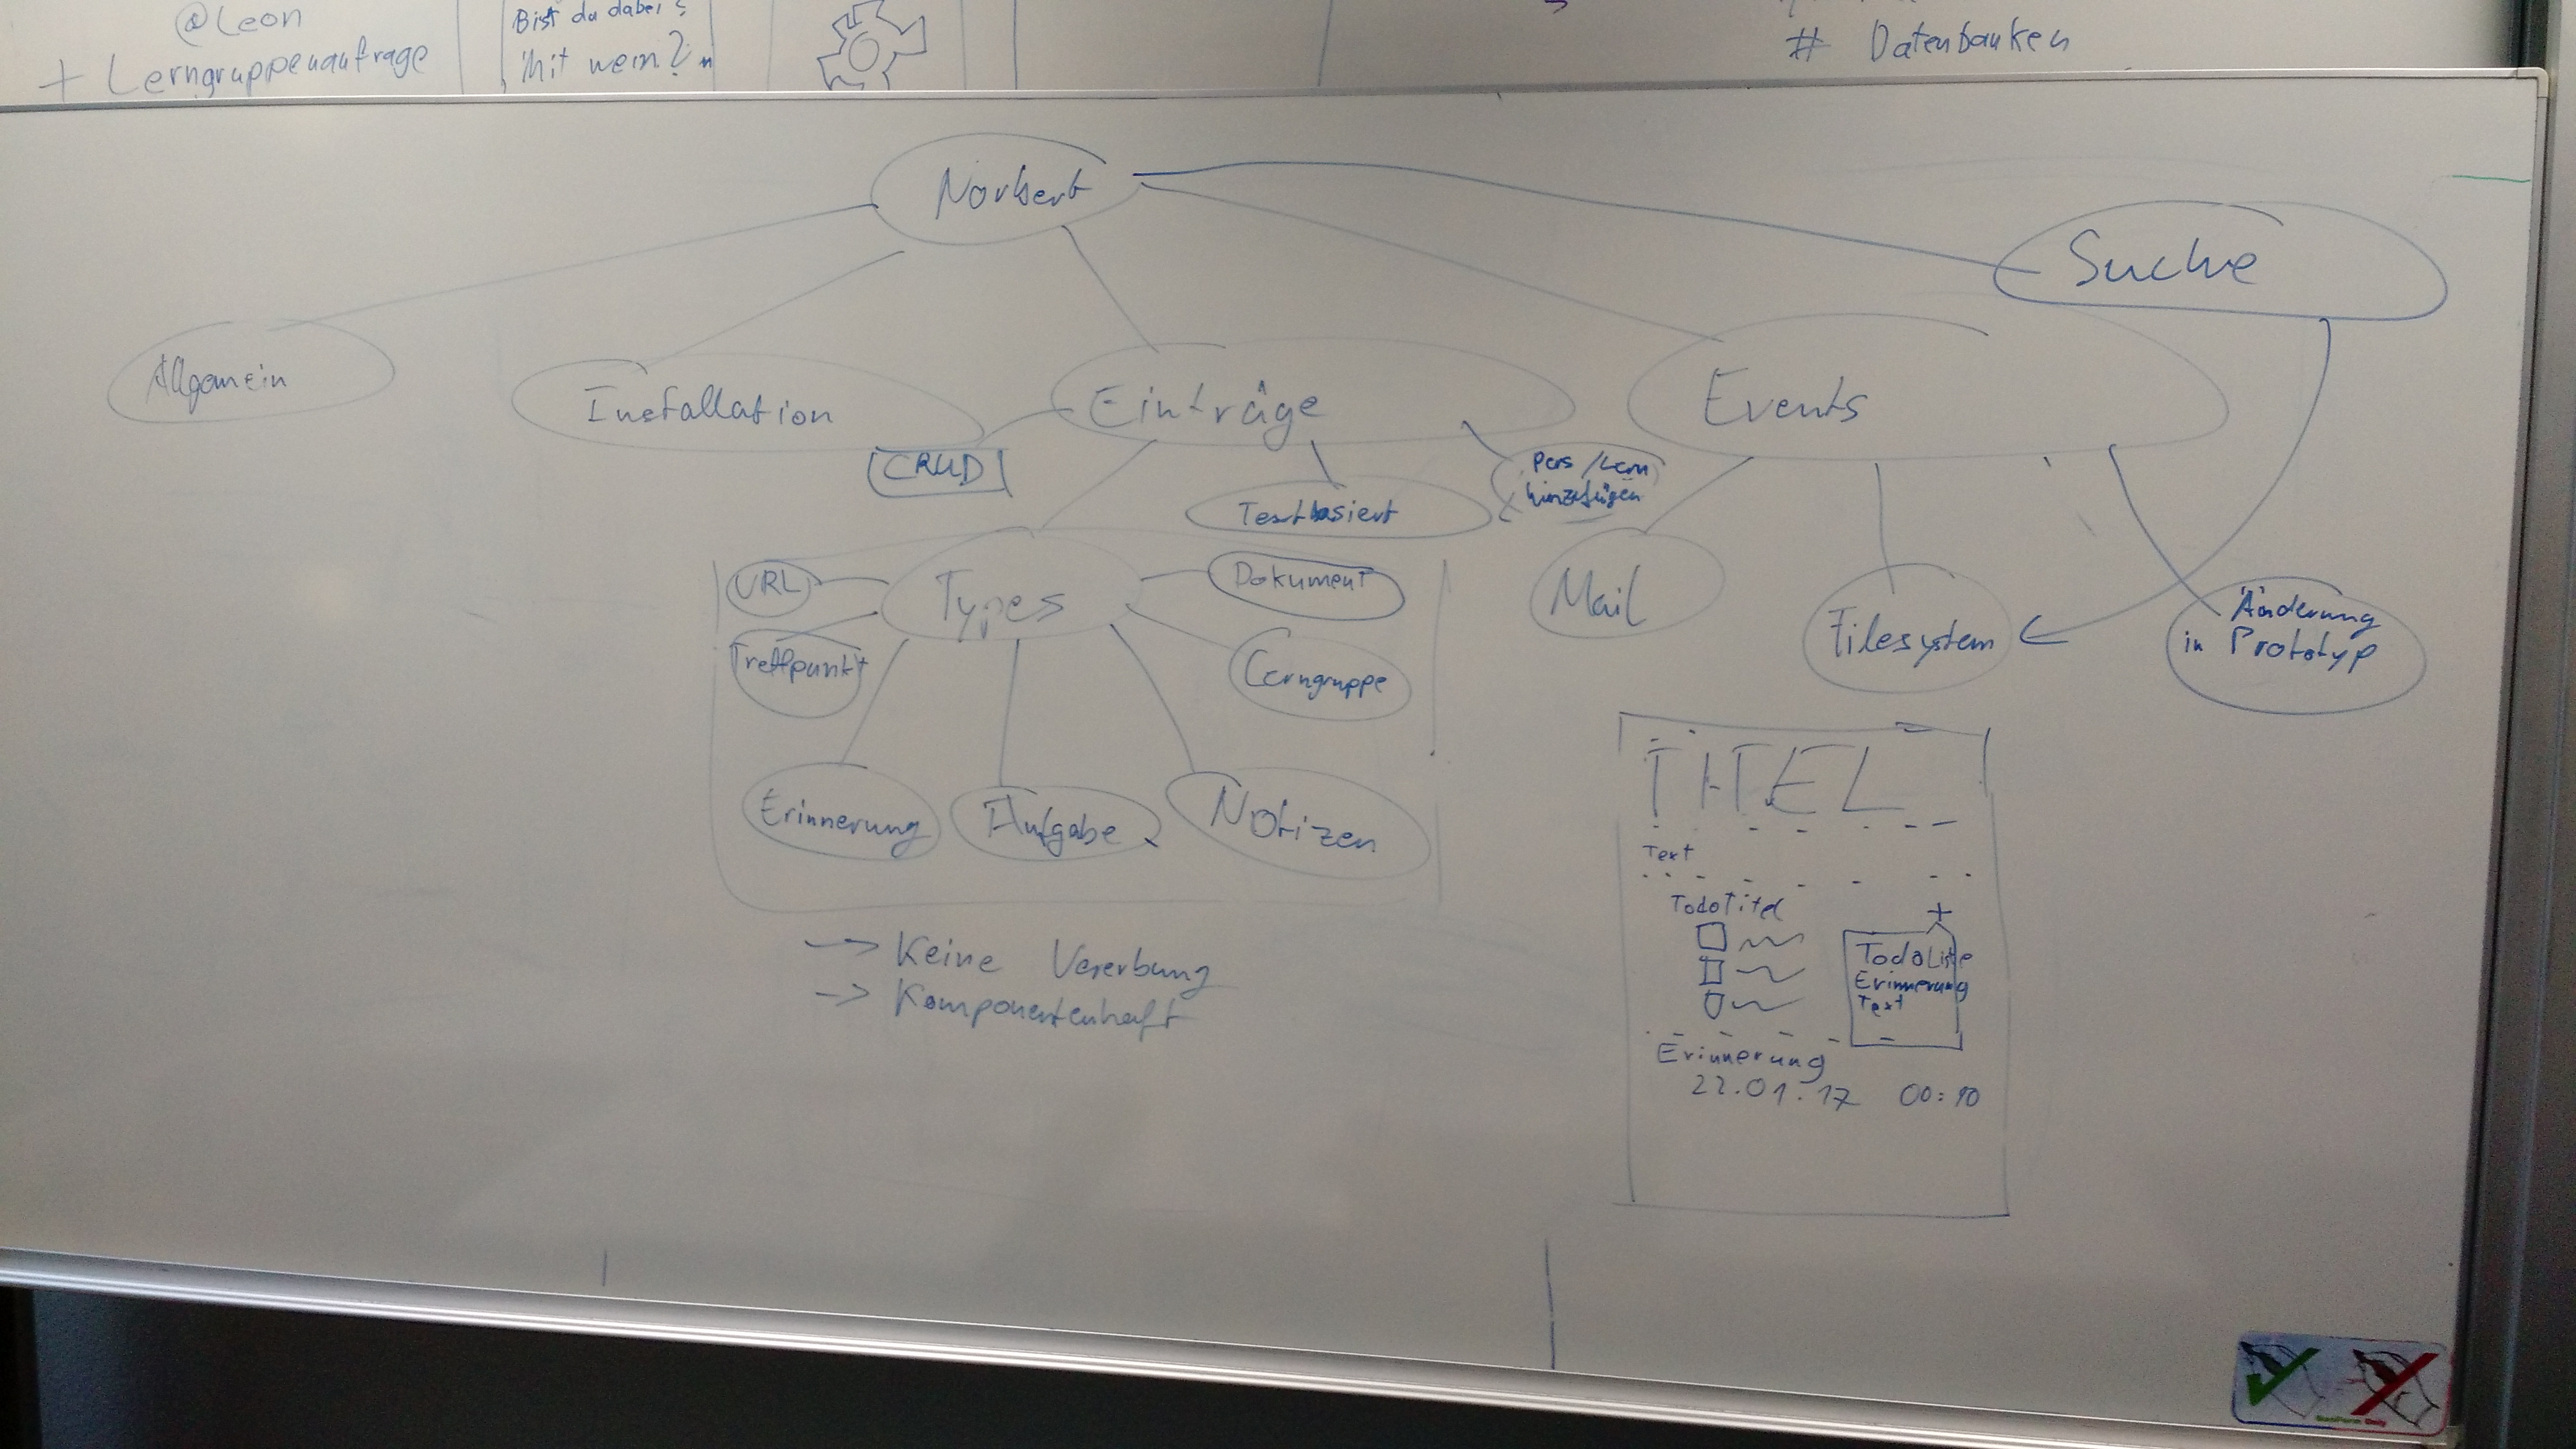 @Leon
+ Lerngruppenanfrage
Bist du dabei?
Mit wem?
# Datenbanken
Norbert
Suche
Allgemein
Installation
Einträge
Events
CRUD
Textbasiert
Pers/Lern
hinzufügen
URL
Types
Dokument
Mail
Filesystem
Änderung
in Prototyp
Treffpunkt
Lerngruppe
Erinnerung
Aufgabe
Notizen
→ Keine Vererbung
→ Komponentenhaft
TITEL
Text
TodoTitel
+
TodoListe
Erinnerung
Text
Erinnerung
22.01.17 00:10